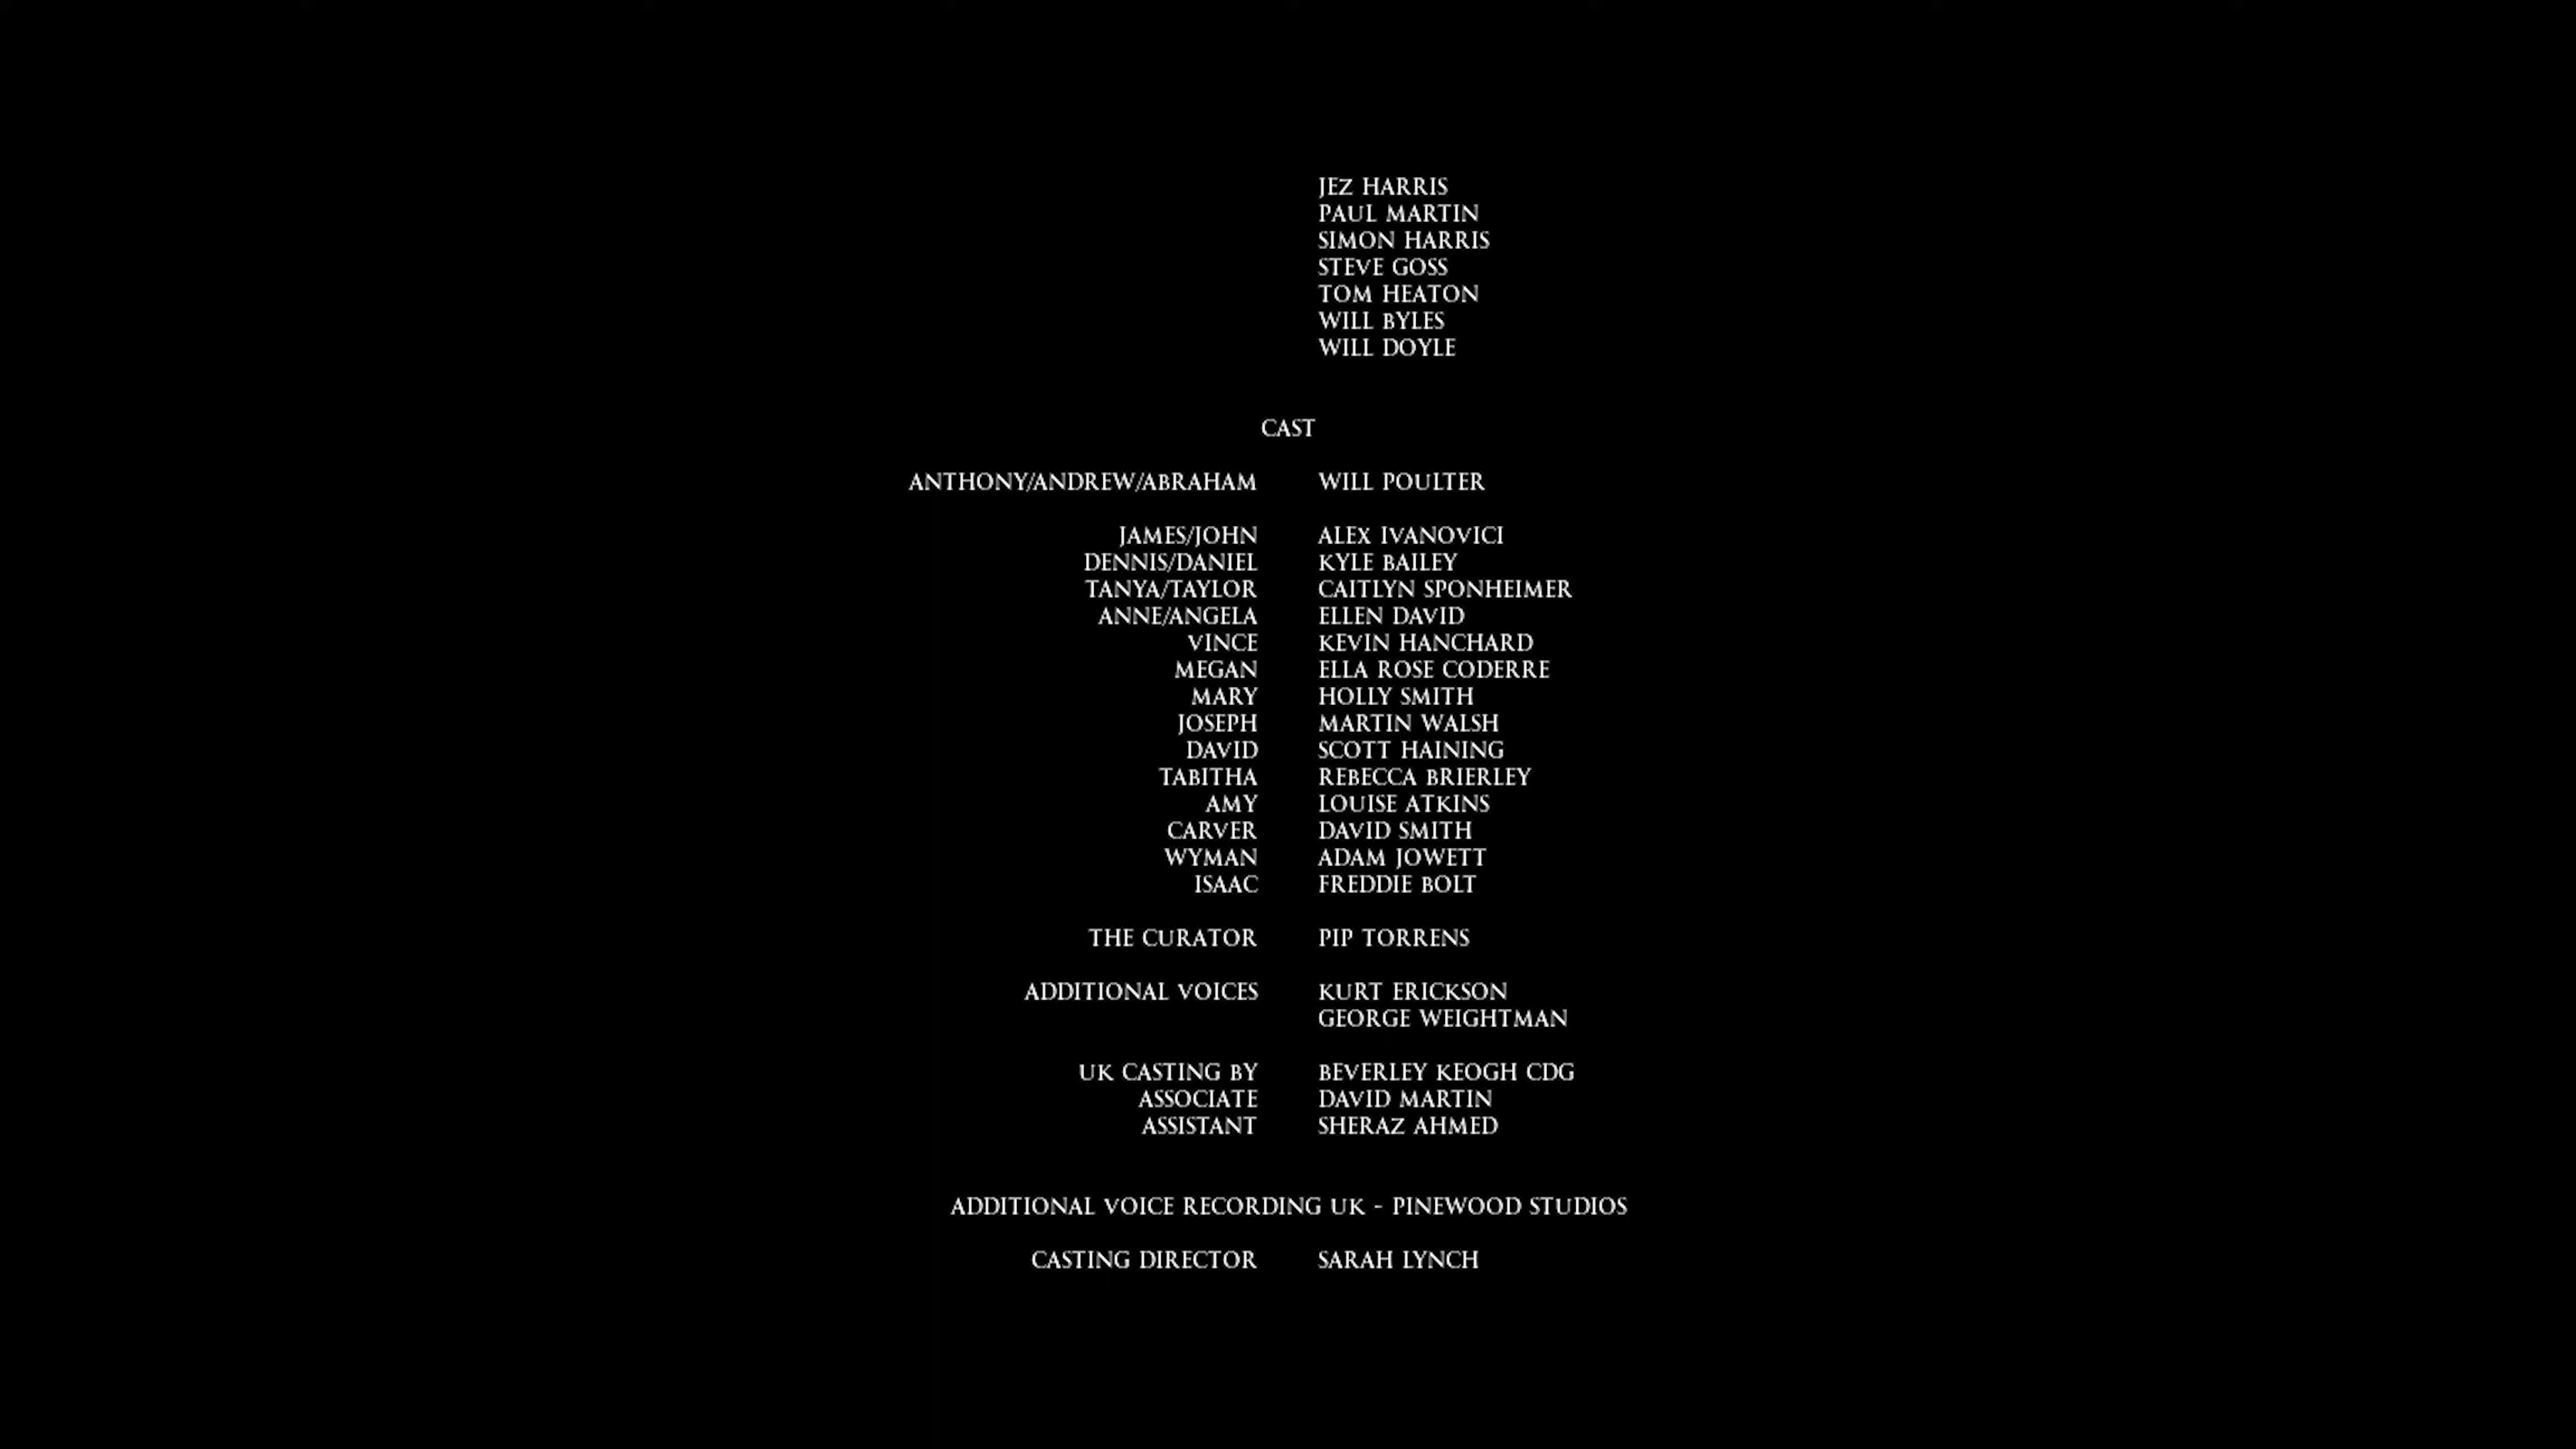 JEZ HARRIS
PAUL MARTIN
SIMON HARRIS
STEVE GOSS
TOM HEATON
WILL BYLES
WILL DOYLE
CAST
ANTHONY/ANDREW/ABRAHAM WILL POULTER
JAMES/JOHN ALEX IVANOVICI
DENNIS/DANIEL KYLE BAILEY
TANYA/TAYLOR CAITLYN SPONHEIMER
ANNE/ANGELA ELLEN DAVID
VINCE KEVIN HANCHARD
MEGAN ELLA ROSE CODERRE
MARY HOLLY SMITH
JOSEPH MARTIN WALSH
DAVID SCOTT HAINING
TABITHA REBECCA BRIERLEY
AMY LOUISE ATKINS
CARVER DAVID SMITH
WYMAN ADAM JOWETT
ISAAC FREDDIE BOLT
THE CURATOR PIP TORRENS
ADDITIONAL VOICES KURT ERICKSON
GEORGE WEIGHTMAN
UK CASTING BY BEVERLEY KEOGH CDG
ASSOCIATE DAVID MARTIN
ASSISTANT SHERAZ AHMED
ADDITIONAL VOICE RECORDING UK - PINEWOOD STUDIOS
CASTING DIRECTOR SARAH LYNCH